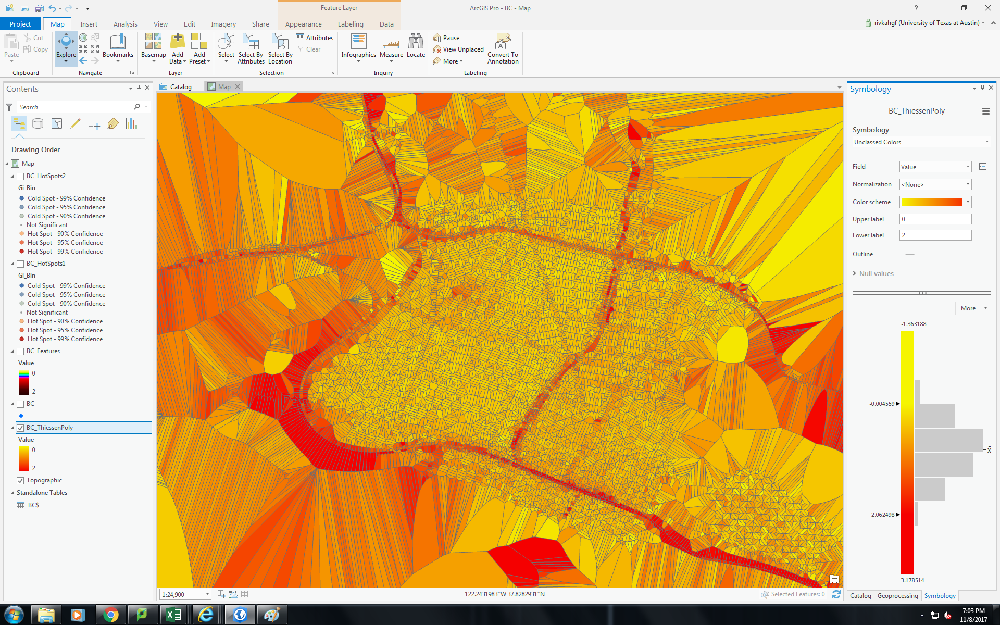 Feature Layer
ArcGIS Pro - BC - Map
?
Project
Map
Insert
Analysis
View
Edit
Imagery
Share
Appearance
Labeling
Data
rivkahgf (University of Texas at Austin)
Paste
Cut
Copy
Clipboard
Explore
Bookmarks
Navigate
Basemap
Add Data
Add Preset
Layer
Select
Select By Attributes
Select By Location
Attributes
Clear
Selection
Infographics
Measure
Locate
Inquiry
Pause
View Unplaced
More
Convert To Annotation
Labeling
Contents
Search
Drawing Order
Map
BC_HotSpots2
Gi_Bin
Cold Spot - 99% Confidence
Cold Spot - 95% Confidence
Cold Spot - 90% Confidence
Not Significant
Hot Spot - 90% Confidence
Hot Spot - 95% Confidence
Hot Spot - 99% Confidence
BC_HotSpots1
Gi_Bin
Cold Spot - 99% Confidence
Cold Spot - 95% Confidence
Cold Spot - 90% Confidence
Not Significant
Hot Spot - 90% Confidence
Hot Spot - 95% Confidence
Hot Spot - 99% Confidence
BC_Features
Value
0
2
BC
BC_ThiessenPoly
Value
0
2
Topographic
Standalone Tables
BC$
Catalog
Map
1:24,900
122.2431983°W 37.8282931°N
Selected Features: 0
Symbology
BC_ThiessenPoly
Symbology
Unclassed Colors
Field
Value
Normalization
<None>
Color scheme
Upper label
0
Lower label
2
Outline
Null values
More
-1.363188
-0.004559
x̄
2.062498
3.178514
Catalog
Geoprocessing
Symbology
7:03 PM
11/8/2017